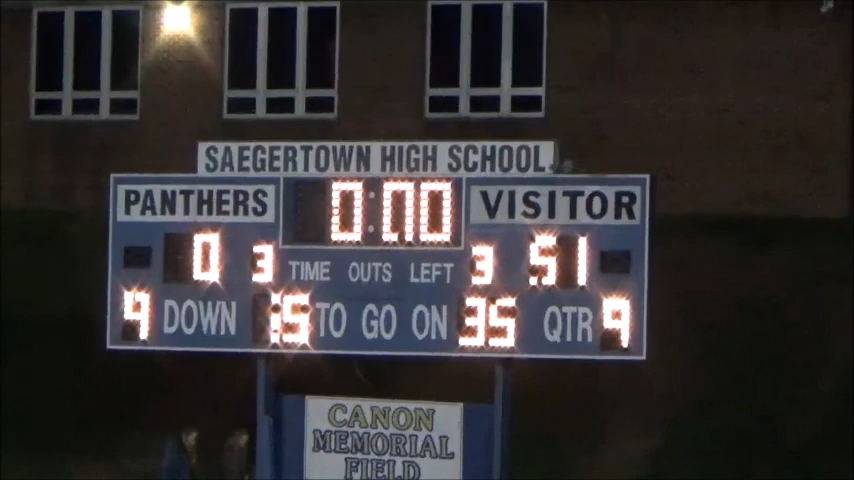 SAEGERTOWN HIGH SCHOOL
PANTHERS 0:00 VISITOR
0 3 TIME OUTS LEFT 3 51
4 DOWN 15 TO GO ON 35 QTR 9
CANON
MEMORIAL
FIELD